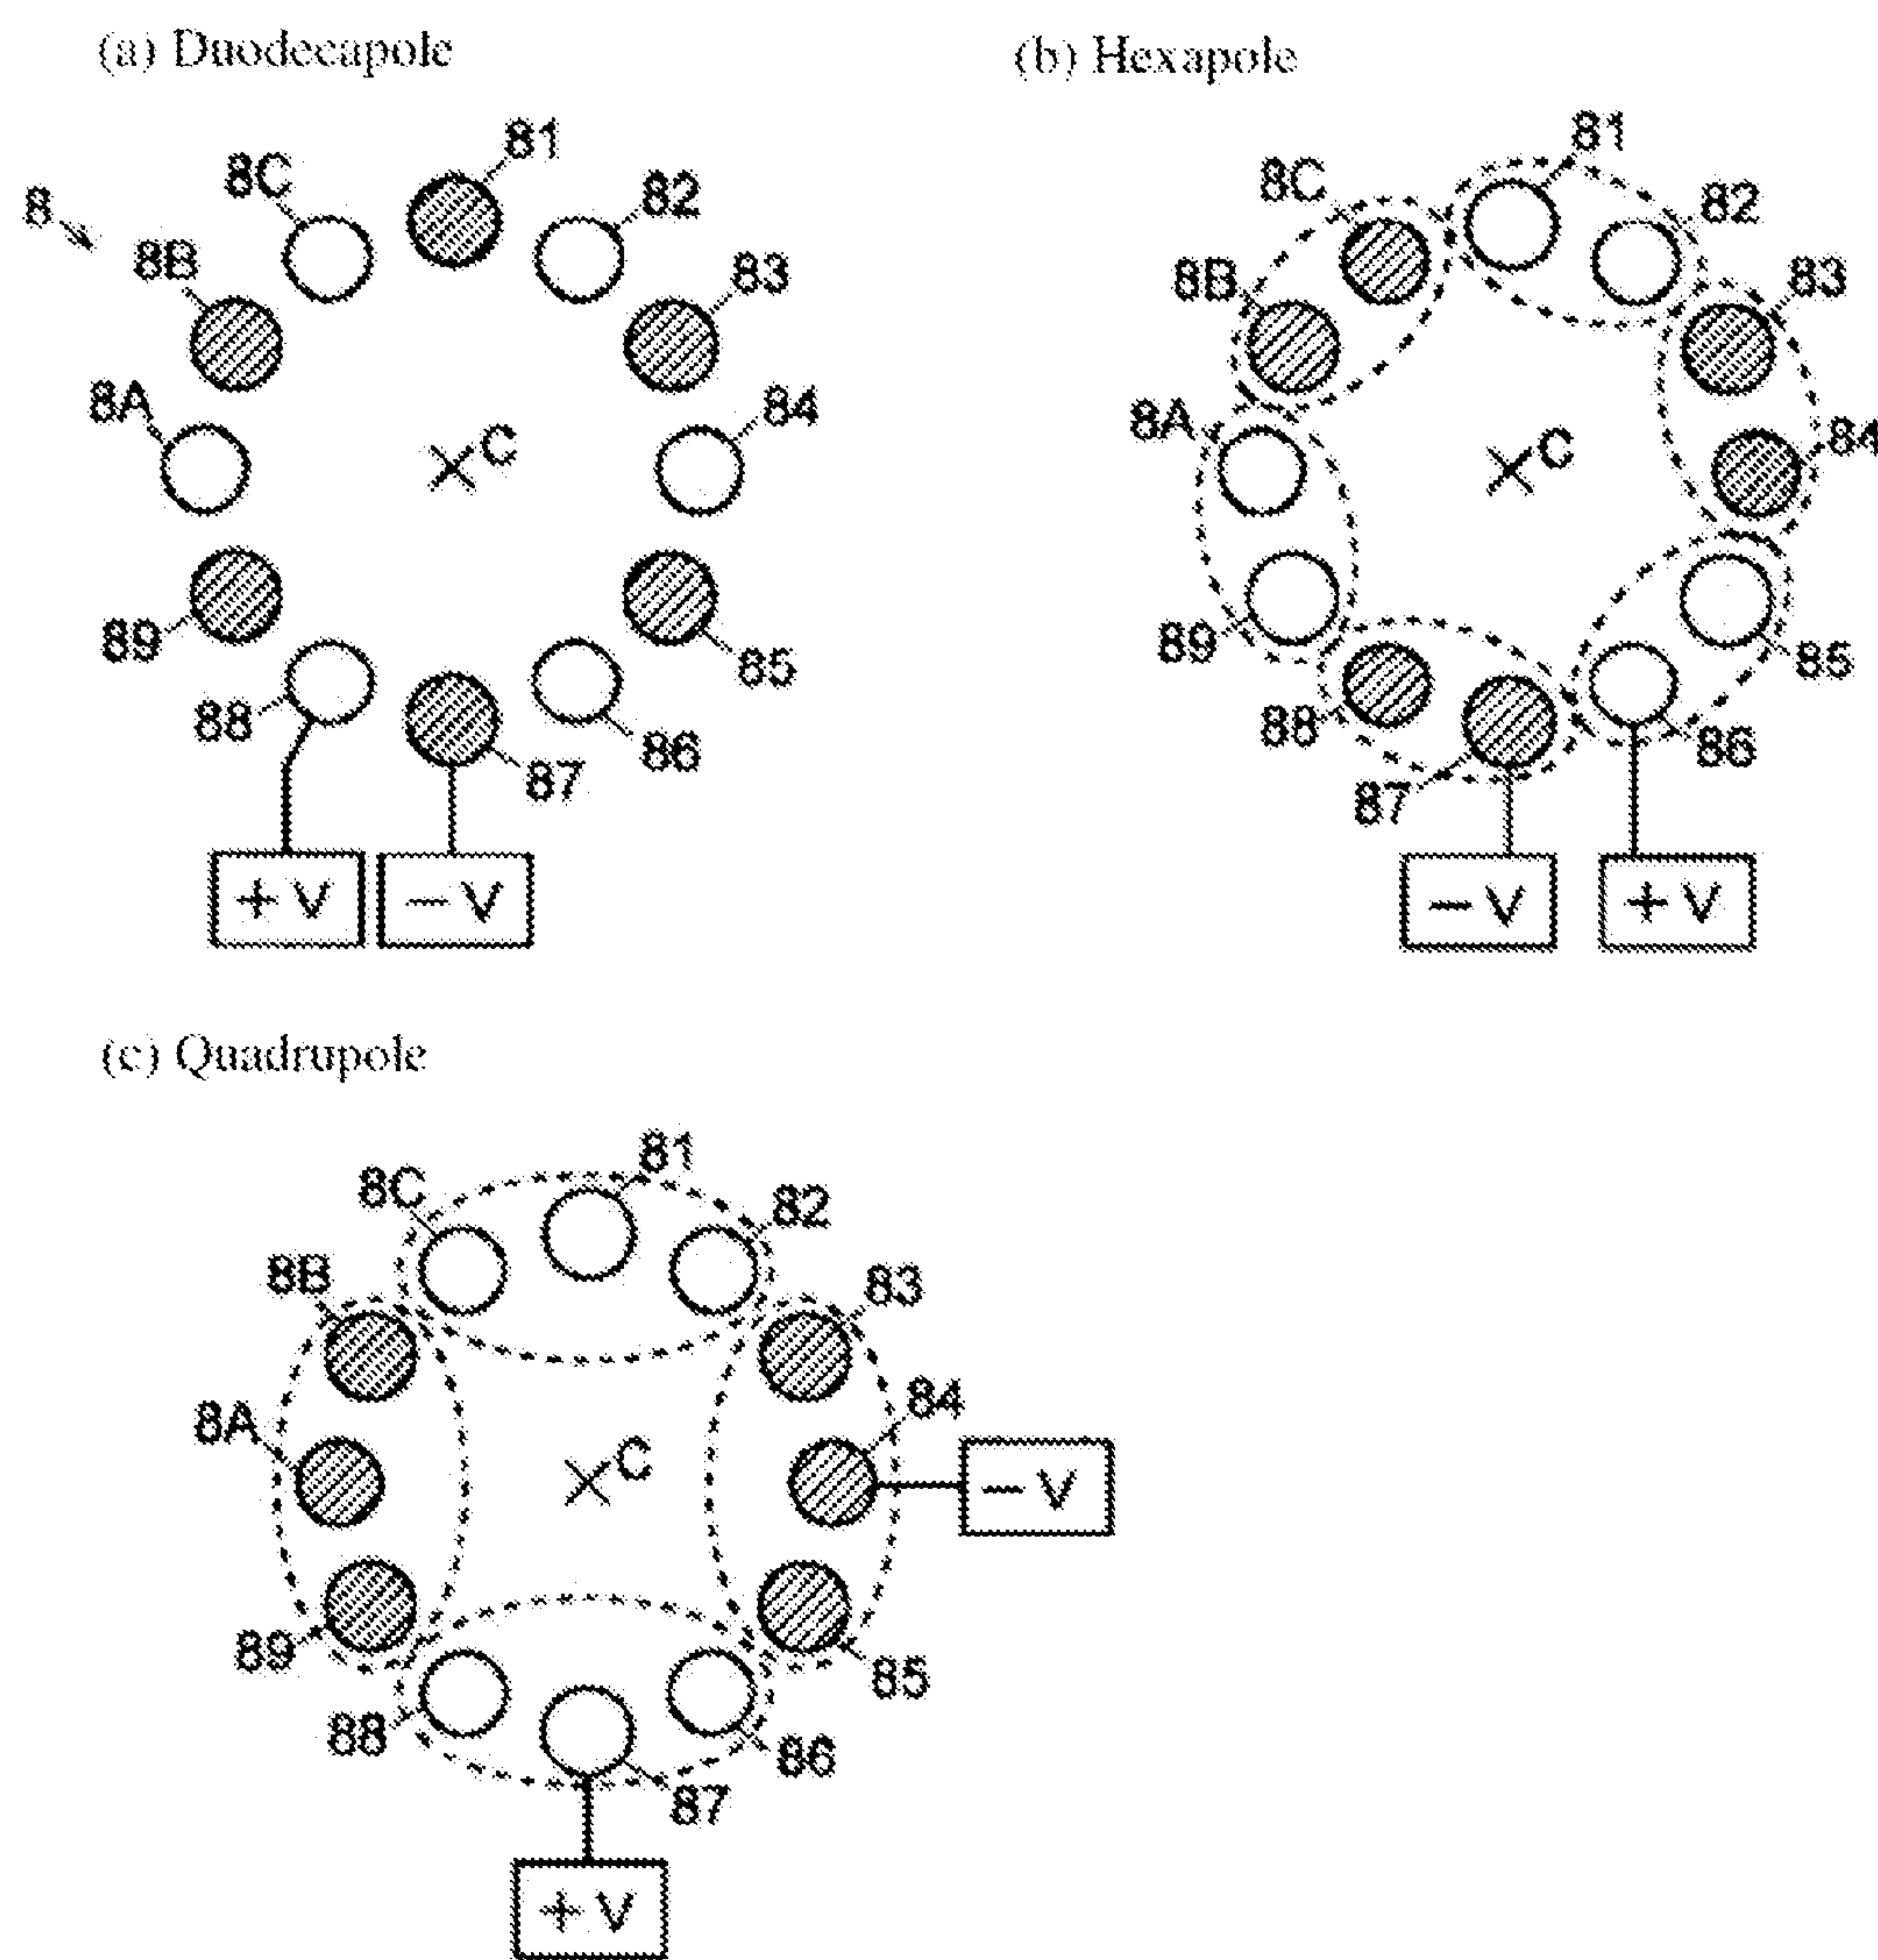 (a) Duodecapole
81
8C
82
8
8B
83
8A
84
C
89
85
88
86
87
+V
−V
(b) Hexapole
81
8C
82
8B
83
8A
84
C
89
85
88
86
87
−V
+V
(c) Quadrupole
81
8C
82
8B
83
8A
84
C
−V
89
85
88
86
87
+V